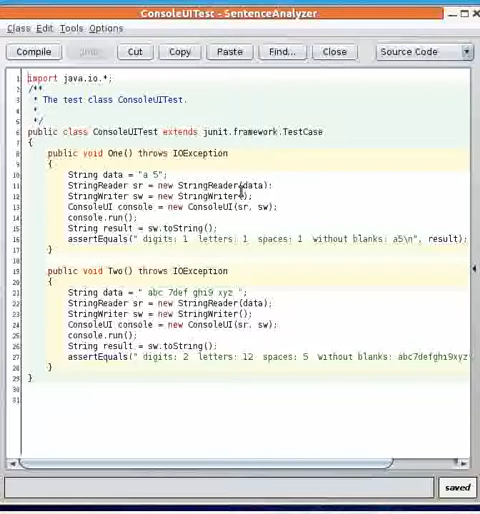 ConsoleUITest - SentenceAnalyzer
Class Edit Tools Options
Compile Undo Cut Copy Paste Find... Close Source Code
1 import java.io.*;
2 /**
3 * The test class ConsoleUITest.
4 *
5 */
6 public class ConsoleUITest extends junit.framework.TestCase
7 {
8 public void One() throws IOException
9 {
10 String data = "a 5";
11 StringReader sr = new StringReader(data);
12 StringWriter sw = new StringWriter();
13 ConsoleUI console = new ConsoleUI(sr, sw);
14 console.run();
15 String result = sw.toString();
16 assertEquals(" digits: 1 letters: 1 spaces: 1 without blanks: a5\n", result);
17 }
18
19 public void Two() throws IOException
20 {
21 String data = " abc 7def ghi9 xyz ";
22 StringReader sr = new StringReader(data);
23 StringWriter sw = new StringWriter();
24 ConsoleUI console = new ConsoleUI(sr, sw);
25 console.run();
26 String result = sw.toString();
27 assertEquals(" digits: 2 letters: 12 spaces: 5 without blanks: abc7defghi9xyz
28 }
29 }
30
31
saved